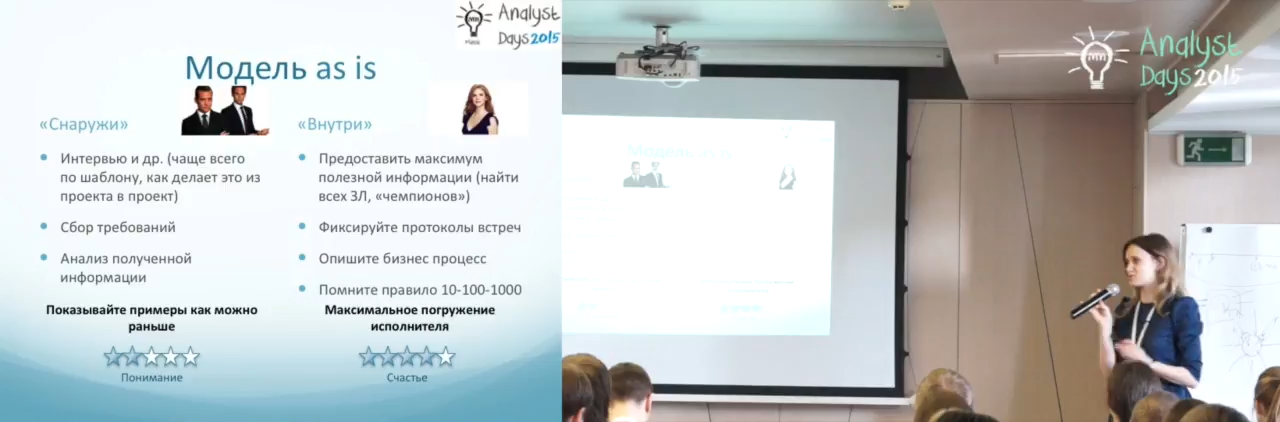 Analyst
Days 2015
Модель as is
«Снаружи»
Интервью и др. (чаще всего
по шаблону, как делает это из
проекта в проект)
Сбор требований
Анализ полученной
информации
Показывайте примеры как можно
раньше
Понимание
«Внутри»
Предоставить максимум
полезной информации (найти
всех ЗЛ, «чемпионов»)
Фиксируйте протоколы встреч
Опишите бизнес процесс
Помните правило 10-100-1000
Максимальное погружение
исполнителя
Счастье
Модель as is
Analyst
Days 2015